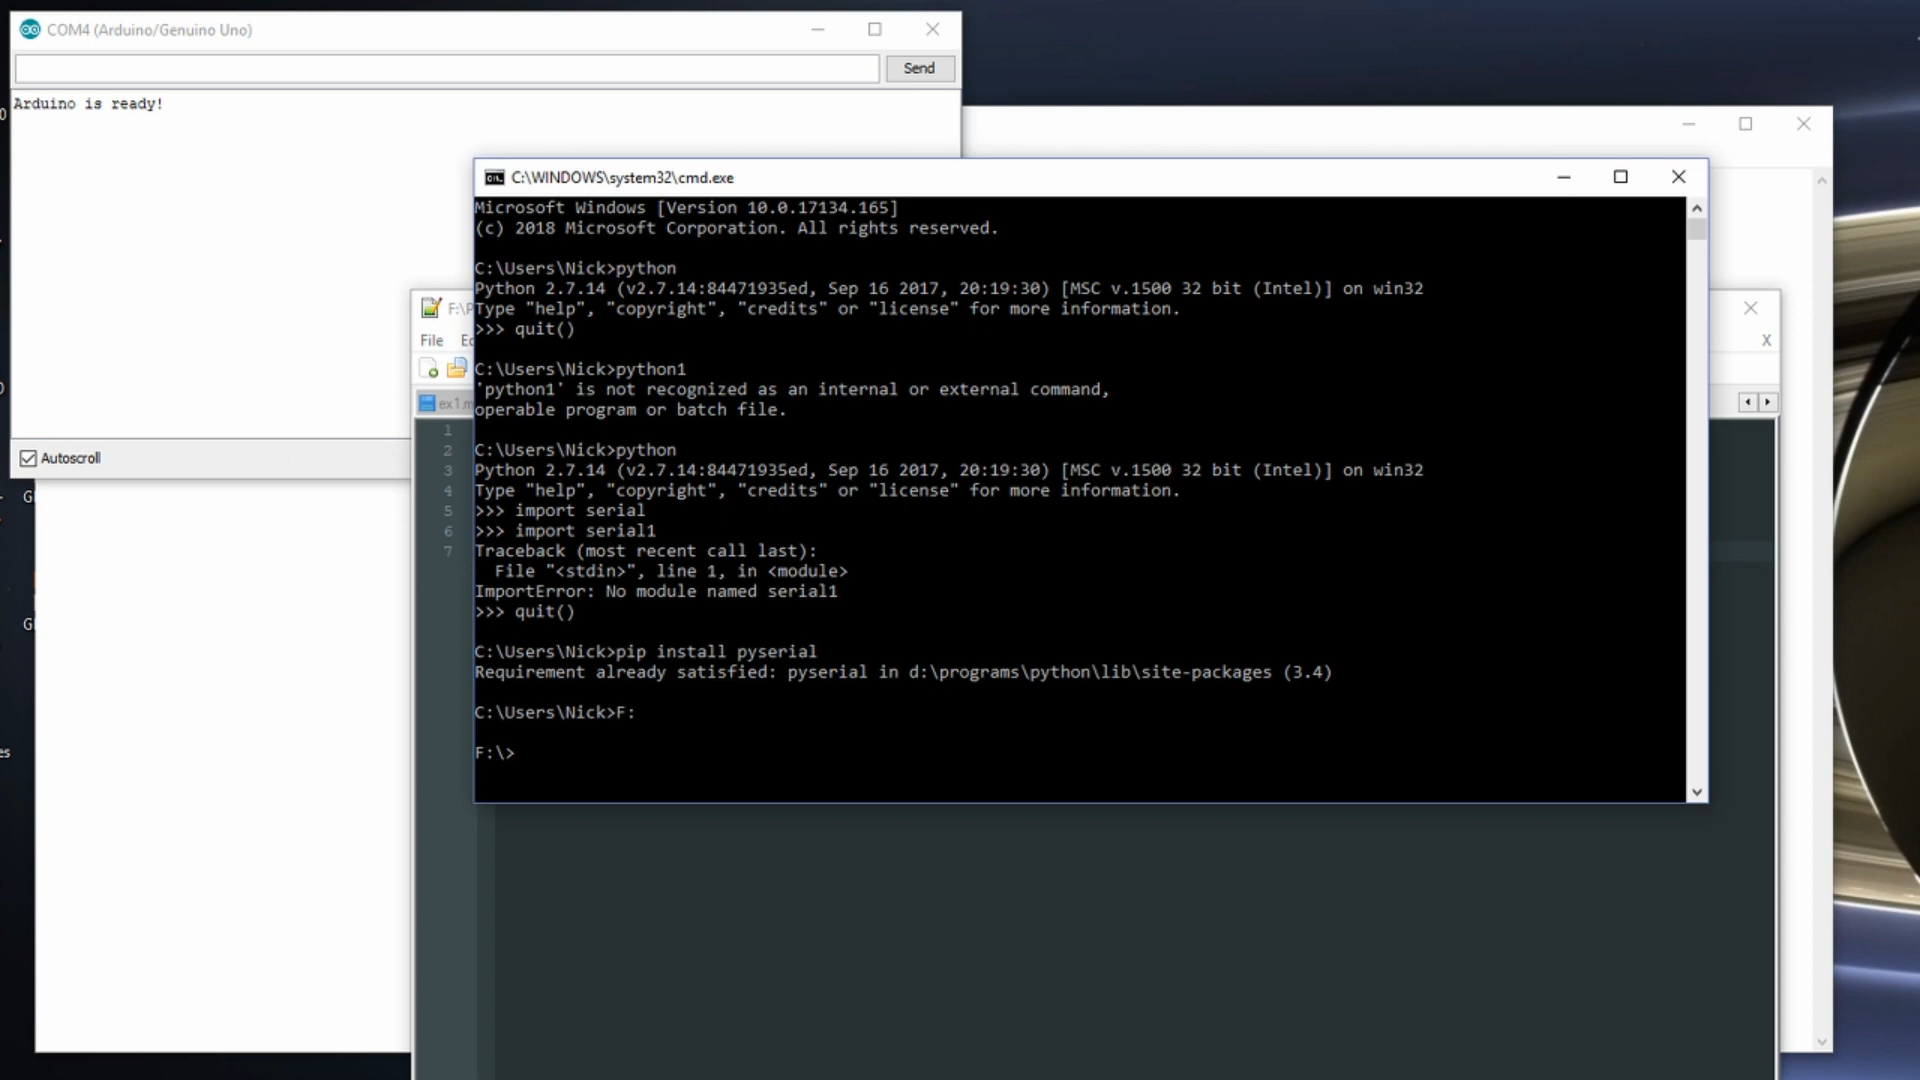 COM4 (Arduino/Genuino Uno)
Send
Arduino is ready!
Autoscroll
C:\WINDOWS\system32\cmd.exe
Microsoft Windows [Version 10.0.17134.165]
(c) 2018 Microsoft Corporation. All rights reserved.
C:\Users\Nick>python
Python 2.7.14 (v2.7.14:84471935ed, Sep 16 2017, 20:19:30) [MSC v.1500 32 bit (Intel)] on win32
Type "help", "copyright", "credits" or "license" for more information.
>>> quit()
C:\Users\Nick>python1
'python1' is not recognized as an internal or external command,
operable program or batch file.
C:\Users\Nick>python
Python 2.7.14 (v2.7.14:84471935ed, Sep 16 2017, 20:19:30) [MSC v.1500 32 bit (Intel)] on win32
Type "help", "copyright", "credits" or "license" for more information.
>>> import serial
>>> import serial1
Traceback (most recent call last):
  File "<stdin>", line 1, in <module>
ImportError: No module named serial1
>>> quit()
C:\Users\Nick>pip install pyserial
Requirement already satisfied: pyserial in d:\programs\python\lib\site-packages (3.4)
C:\Users\Nick>F:
F:\>
F:\
File
X
ex1.m
1
2
3
4
5
6
7